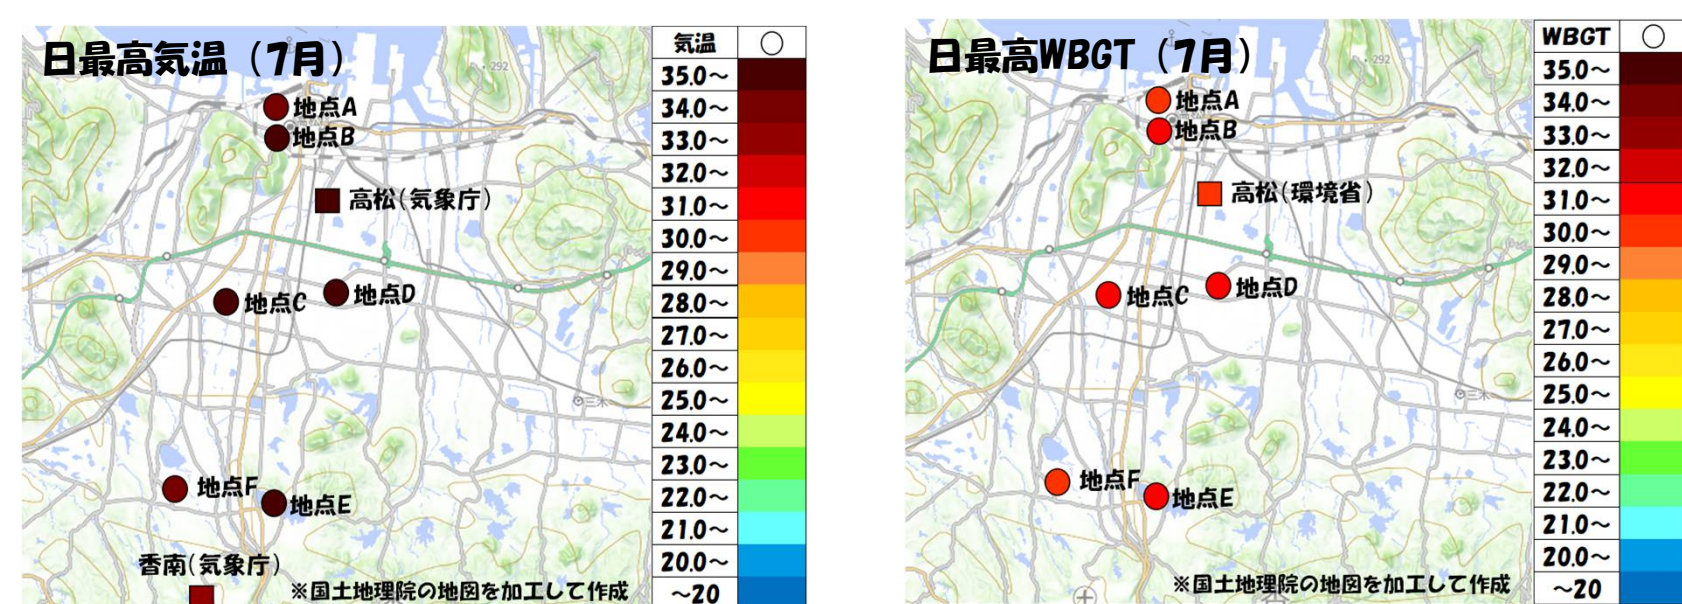 日最高気温（7月）
292
地点A
地点B
高松(気象庁)
地点C
地点D
三木
地点F
地点E
香南(気象庁)
※国土地理院の地図を加工して作成
気温 ○
35.0～
34.0～
33.0～
32.0～
31.0～
30.0～
29.0～
28.0～
27.0～
26.0～
25.0～
24.0～
23.0～
22.0～
21.0～
20.0～
～20
日最高WBGT（7月）
292
地点A
地点B
高松(環境省)
地点C
地点D
三木
地点F
地点E
※国土地理院の地図を加工して作成
WBGT ○
35.0～
34.0～
33.0～
32.0～
31.0～
30.0～
29.0～
28.0～
27.0～
26.0～
25.0～
24.0～
23.0～
22.0～
21.0～
20.0～
～20